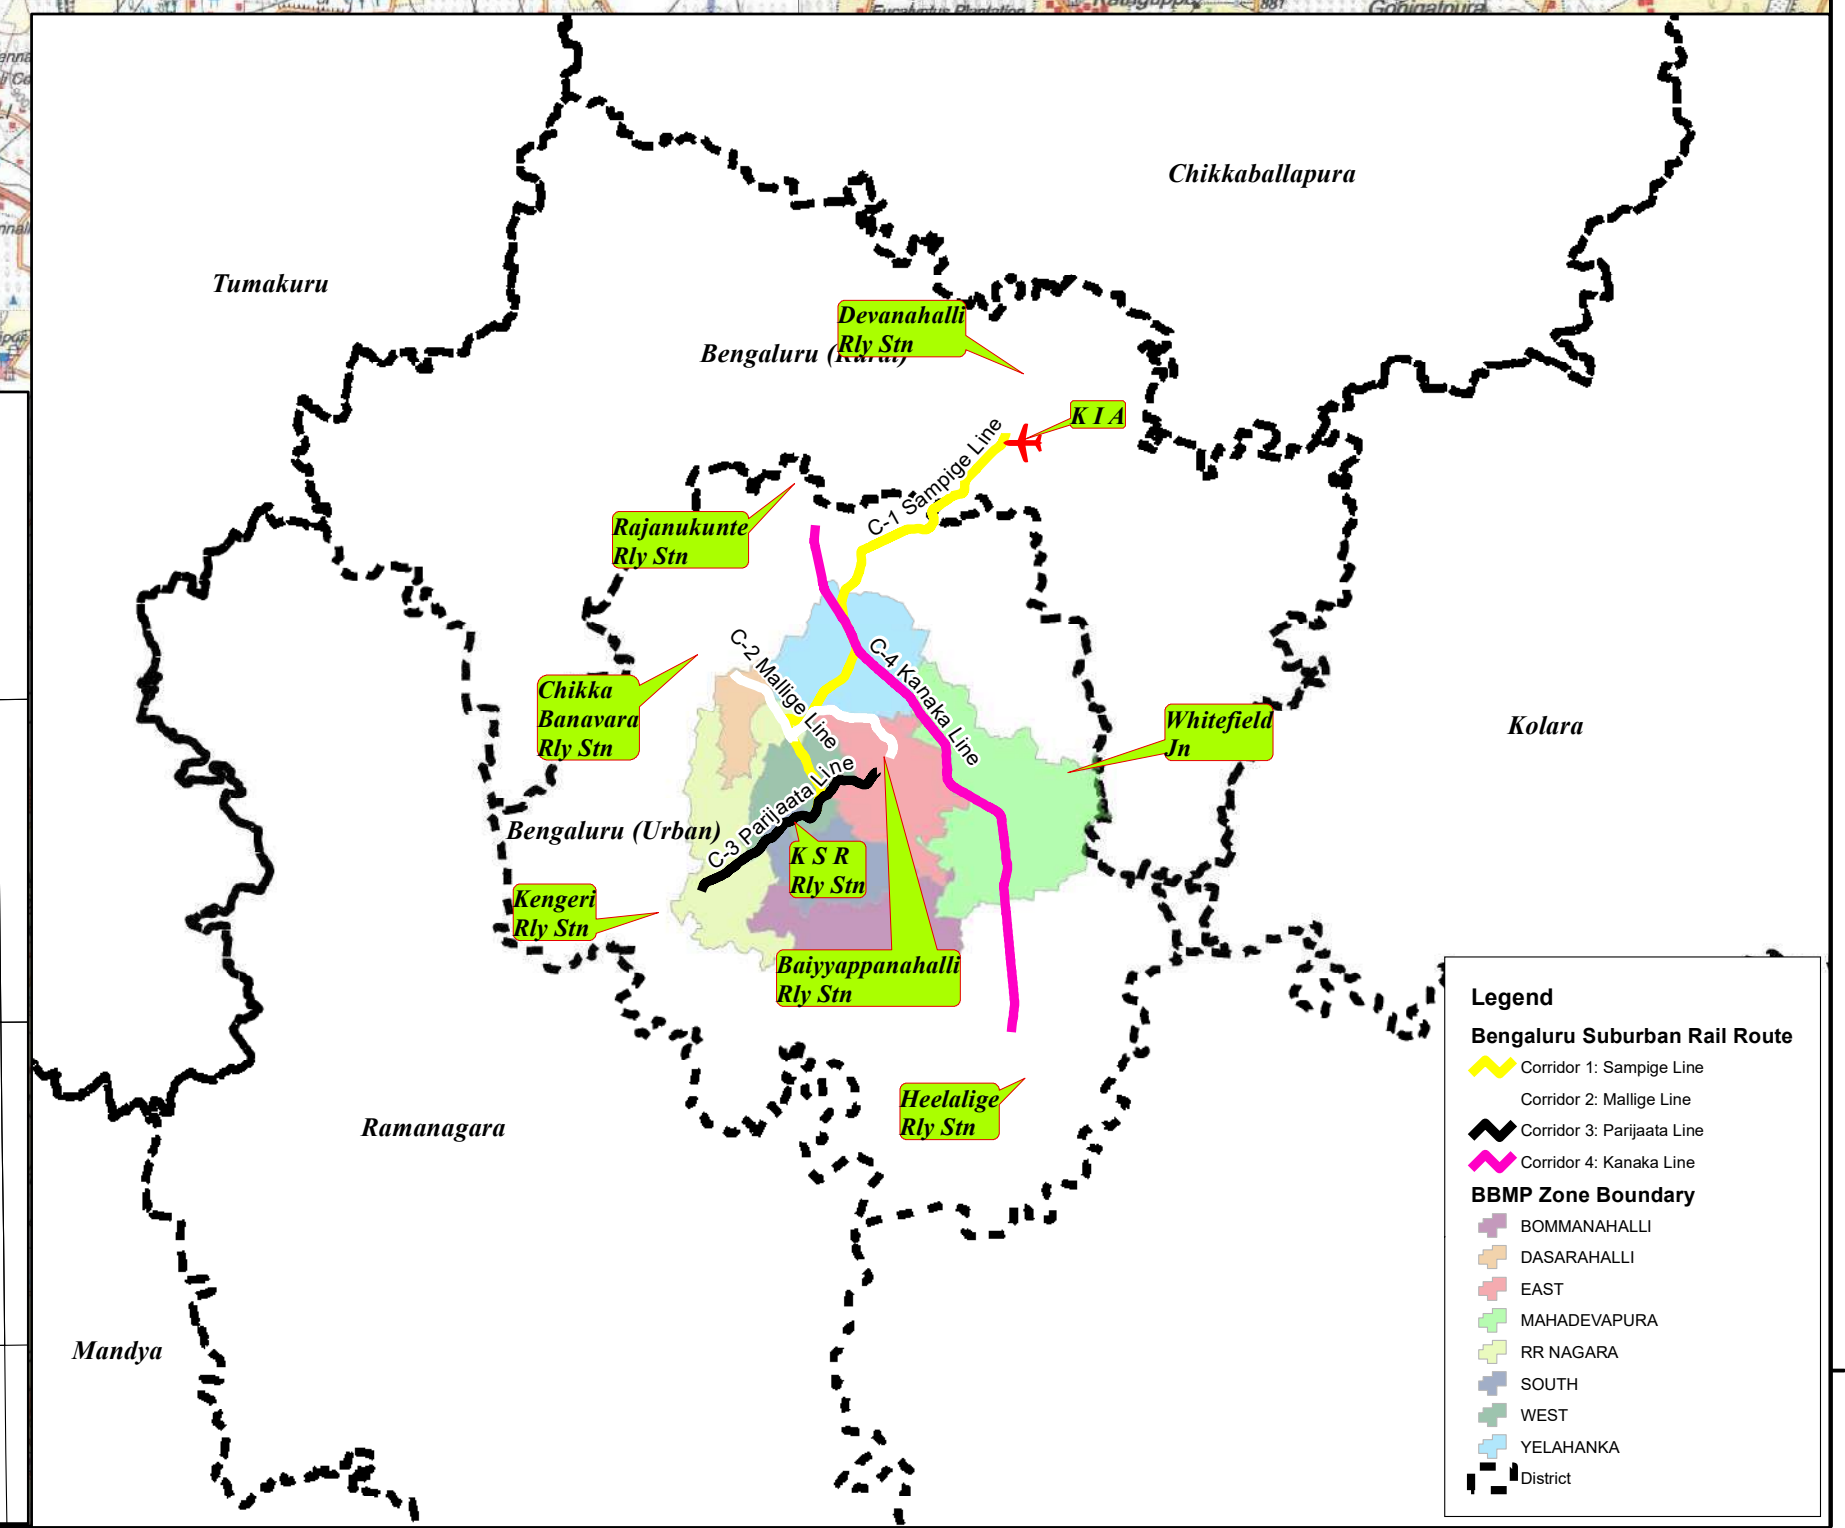 Eucalyptus Plantation
881
Chikkaballapura
Tumakuru
Devanahalli
Rly Stn
Bengaluru (Rural)
K I A
C-1 Sampige Line
Rajanukunte
Rly Stn
C-2 Mallige Line
C-4 Kanaka Line
Chikka
Banavara
Rly Stn
Whitefield
Jn
Kolara
C-3 Parijaata Line
Bengaluru (Urban)
K S R
Rly Stn
Kengeri
Rly Stn
Baiyyappanahalli
Rly Stn
Heelalige
Rly Stn
Ramanagara
Mandya
Legend
Bengaluru Suburban Rail Route
Corridor 1: Sampige Line
Corridor 2: Mallige Line
Corridor 3: Parijaata Line
Corridor 4: Kanaka Line
BBMP Zone Boundary
BOMMANAHALLI
DASARAHALLI
EAST
MAHADEVAPURA
RR NAGARA
SOUTH
WEST
YELAHANKA
District